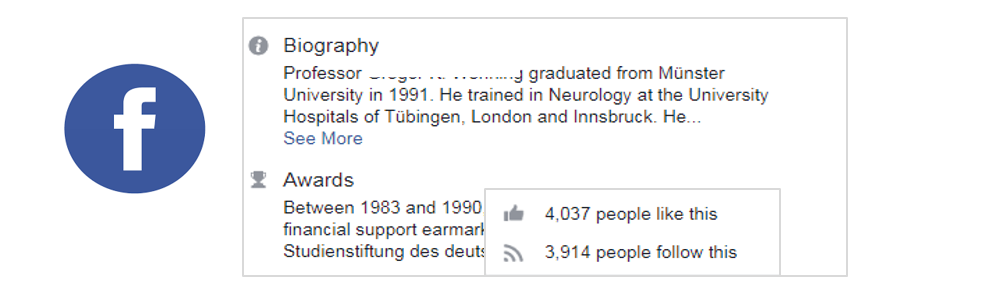 f
Biography
Professor graduated from Münster
University in 1991. He trained in Neurology at the University
Hospitals of Tübingen, London and Innsbruck. He...
See More
Awards
Between 1983 and 1990
financial support earmark
Studienstiftung des deuts
4,037 people like this
3,914 people follow this